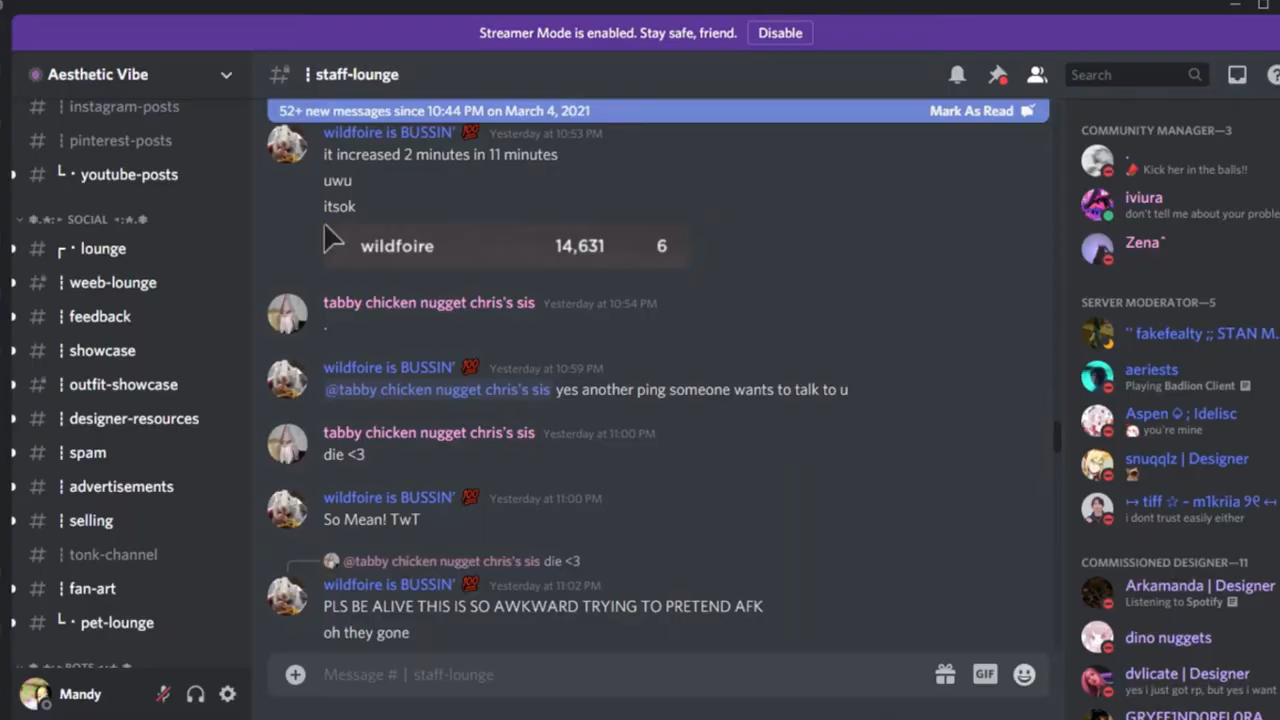 Streamer Mode is enabled. Stay safe, friend. Disable
Aesthetic Vibe
staff-lounge
Search
52+ new messages since 10:44 PM on March 4, 2021 Mark As Read
instagram-posts
pinterest-posts
youtube-posts
SOCIAL
lounge
weeb-lounge
feedback
showcase
outfit-showcase
designer-resources
spam
advertisements
selling
tonk-channel
fan-art
pet-lounge
BOTS
Mandy
wildfoire is BUSSIN' 💯 Yesterday at 10:53 PM
it increased 2 minutes in 11 minutes
uwu
itsok
wildfoire 14,631 6
tabby chicken nugget chris's sis Yesterday at 10:54 PM
.
wildfoire is BUSSIN' 💯 Yesterday at 10:59 PM
@tabby chicken nugget chris's sis yes another ping someone wants to talk to u
tabby chicken nugget chris's sis Yesterday at 11:00 PM
die <3
wildfoire is BUSSIN' 💯 Yesterday at 11:00 PM
So Mean! TwT
@tabby chicken nugget chris's sis die <3
wildfoire is BUSSIN' 💯 Yesterday at 11:02 PM
PLS BE ALIVE THIS IS SO AWKWARD TRYING TO PRETEND AFK
oh they gone
Message # | staff-lounge
GIF
COMMUNITY MANAGER—3
.
Kick her in the balls!!
iviura
don't tell me about your proble
Zena˜
SERVER MODERATOR—5
'' fakefealty ;; STAN M.
aeriests
Playing Badlion Client
Aspen ♢ ; Idelisc
you're mine
snuqqlz | Designer
↦ tiff ☆ - m1kriia ୨୧ ↤
i dont trust easily either
COMMISSIONED DESIGNER—11
Arkamanda | Designer
Listening to Spotify
dino nuggets
dvlicate | Designer
yes i just got rp, but yes i want
GRYFF1ND0RFL0RA